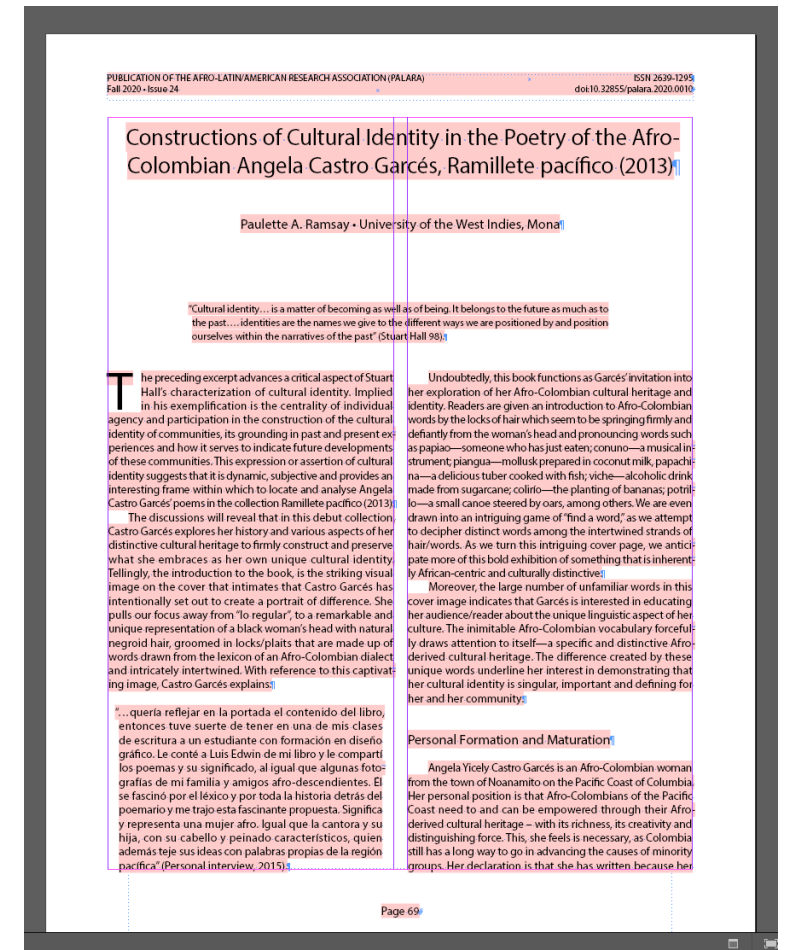 PUBLICATION OF THE AFRO-LATIN/AMERICAN RESEARCH ASSOCIATION (PALARA)
ISSN 2639-1295
Fall 2020 • Issue 24
doi:10.32855/palara.2020.0010
Constructions of Cultural Identity in the Poetry of the Afro-
Colombian Angela Castro Garcés, Ramillete pacífico (2013)
Paulette A. Ramsay • University of the West Indies, Mona
“Cultural identity… is a matter of becoming as well as of being. It belongs to the future as much as to
the past…. identities are the names we give to the different ways we are positioned by and position
ourselves within the narratives of the past” (Stuart Hall 98).
The preceding excerpt advances a critical aspect of Stuart
Hall’s characterization of cultural identity. Implied
in his exemplification is the centrality of individual
agency and participation in the construction of the cultural
identity of communities, its grounding in past and present ex-
periences and how it serves to indicate future developments
of these communities. This expression or assertion of cultural
identity suggests that it is dynamic, subjective and provides an
interesting frame within which to locate and analyse Angela
Castro Garcés’ poems in the collection Ramillete pacífico (2013).
The discussions will reveal that in this debut collection,
Castro Garcés explores her history and various aspects of her
distinctive cultural heritage to firmly construct and preserve
what she embraces as her own unique cultural identity.
Tellingly, the introduction to the book, is the striking visual
image on the cover that intimates that Castro Garcés has
intentionally set out to create a portrait of difference. She
pulls our focus away from “lo regular”, to a remarkable and
unique representation of a black woman’s head with natural
negroid hair, groomed in locks/plaits that are made up of
words drawn from the lexicon of an Afro-Colombian dialect
and intricately intertwined. With reference to this captivat-
ing image, Castro Garcés explains:
“…quería reflejar en la portada el contenido del libro,
entonces tuve suerte de tener en una de mis clases
de escritura a un estudiante con formación en diseño
gráfico. Le conté a Luis Edwin de mi libro y le compartí
los poemas y su significado, al igual que algunas foto-
grafías de mi familia y amigos afro-descendientes. El
se fascinó por el léxico y por toda la historia detrás del
poemario y me trajo esta fascinante propuesta. Significa
y representa una mujer afro. Igual que la cantora y su
hija, con su cabello y peinado característicos, quien
además teje sus ideas con palabras propias de la región
pacífica” (Personal interview, 2015).
Undoubtedly, this book functions as Garcés’ invitation into
her exploration of her Afro-Colombian cultural heritage and
identity. Readers are given an introduction to Afro-Colombian
words by the locks of hair which seem to be springing firmly and
defiantly from the woman’s head and pronouncing words such
as papiao—someone who has just eaten; conuno—a musical in-
strument; piangua—mollusk prepared in coconut milk, papachi-
na—a delicious tuber cooked with fish; viche—alcoholic drink
made from sugarcane; colirio—the planting of bananas; potril-
lo—a small canoe steered by oars, among others. We are even
drawn into an intriguing game of “find a word,” as we attempt
to decipher distinct words among the intertwined strands of
hair/words. As we turn this intriguing cover page, we antici-
pate more of this bold exhibition of something that is inherent-
ly African-centric and culturally distinctive.
Moreover, the large number of unfamiliar words in this
cover image indicates that Garcés is interested in educating
her audience/reader about the unique linguistic aspect of her
culture. The inimitable Afro-Colombian vocabulary forceful-
ly draws attention to itself—a specific and distinctive Afro-
derived cultural heritage. The difference created by these
unique words underline her interest in demonstrating that
her cultural identity is singular, important and defining for
her and her community.
Personal Formation and Maturation
Angela Yicely Castro Garcés is an Afro-Colombian woman
from the town of Noanamito on the Pacific Coast of Columbia.
Her personal position is that Afro-Colombians of the Pacific
Coast need to and can be empowered through their Afro-
derived cultural heritage – with its richness, its creativity and
distinguishing force. This, she feels is necessary, as Colombia
still has a long way to go in advancing the causes of minority
groups. Her declaration is that she has written because her
Page 69